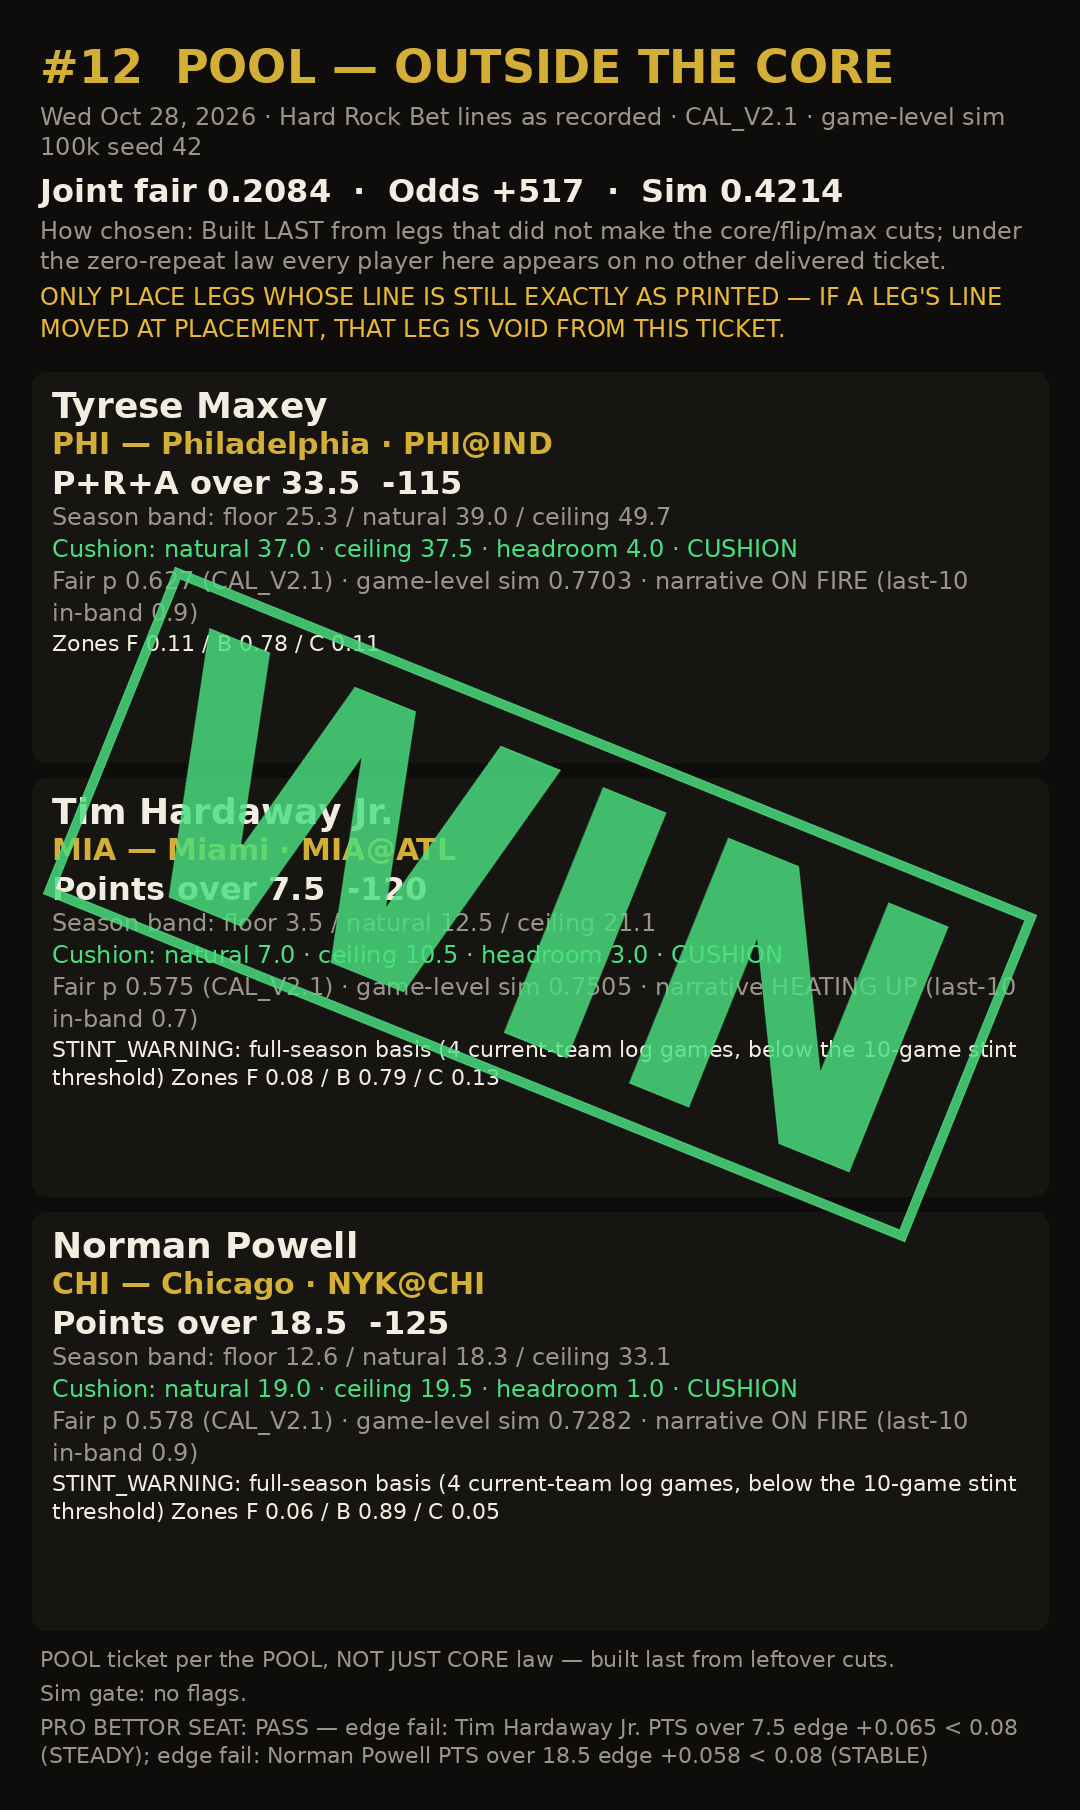 #12  POOL — OUTSIDE THE CORE
Wed Oct 28, 2026 · Hard Rock Bet lines as recorded · CAL_V2.1 · game-level sim
100k seed 42
Joint fair 0.2084  ·  Odds +517  ·  Sim 0.4214
How chosen: Built LAST from legs that did not make the core/flip/max cuts; under
the zero-repeat law every player here appears on no other delivered ticket.
ONLY PLACE LEGS WHOSE LINE IS STILL EXACTLY AS PRINTED — IF A LEG'S LINE
MOVED AT PLACEMENT, THAT LEG IS VOID FROM THIS TICKET.
Tyrese Maxey
PHI — Philadelphia · PHI@IND
P+R+A over 33.5  -115
Season band: floor 25.3 / natural 39.0 / ceiling 49.7
Cushion: natural 37.0 · ceiling 37.5 · headroom 4.0 · CUSHION
Fair p 0.627 (CAL_V2.1) · game-level sim 0.7703 · narrative ON FIRE (last-10
in-band 0.9)
Zones F 0.11 / B 0.78 / C 0.11
WIN
Tim Hardaway Jr.
MIA — Miami · MIA@ATL
Points over 7.5  -120
Season band: floor 3.5 / natural 12.5 / ceiling 21.1
Cushion: natural 7.0 · ceiling 10.5 · headroom 3.0 · CUSHION
Fair p 0.575 (CAL_V2.1) · game-level sim 0.7505 · narrative HEATING UP (last-10
in-band 0.7)
STINT_WARNING: full-season basis (4 current-team log games, below the 10-game stint
threshold) Zones F 0.08 / B 0.79 / C 0.13
Norman Powell
CHI — Chicago · NYK@CHI
Points over 18.5  -125
Season band: floor 12.6 / natural 18.3 / ceiling 33.1
Cushion: natural 19.0 · ceiling 19.5 · headroom 1.0 · CUSHION
Fair p 0.578 (CAL_V2.1) · game-level sim 0.7282 · narrative ON FIRE (last-10
in-band 0.9)
STINT_WARNING: full-season basis (4 current-team log games, below the 10-game stint
threshold) Zones F 0.06 / B 0.89 / C 0.05
POOL ticket per the POOL, NOT JUST CORE law — built last from leftover cuts.
Sim gate: no flags.
PRO BETTOR SEAT: PASS — edge fail: Tim Hardaway Jr. PTS over 7.5 edge +0.065 < 0.08
(STEADY); edge fail: Norman Powell PTS over 18.5 edge +0.058 < 0.08 (STABLE)